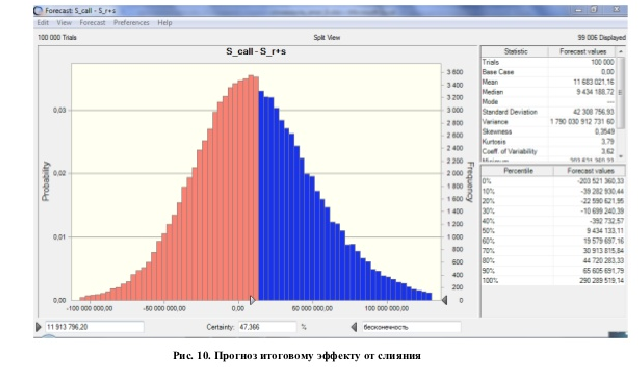 Forecast: S_call - S_r+s
Edit View Forecast Preferences Help
100 000 Trials Split View 99 006 Displayed
S_call - S_r+s
Probability
0,03
0,02
0,01
0,00
3 600
3 400
3 200
3 000
2 800
2 600
2 400
2 200
2 000
1 800
1 600
1 400
1 200
1 000
800
600
400
200
0
Frequency
-100 000 000,00 -50 000 000,00 0,00 50 000 000,00 100 000 000,00
Statistic Forecast values
Trials 100 000
Base Case 0,00
Mean 11 683 021,16
Median 9 434 188,72
Mode ---
Standard Deviation 42 308 756,93
Variance 1 790 030 912 731 60
Skewness 0,3549
Kurtosis 3,79
Coeff. of Variability 3,62
Percentile Forecast values
0% -203 521 360,33
10% -39 282 930,44
20% -22 590 621,95
30% -10 699 240,39
40% -392 732,57
50% 9 434 133,11
60% 19 579 697,16
70% 30 913 815,84
80% 44 720 283,33
90% 65 605 691,79
100% 290 289 519,14
11 913 796,20 Certainty: 47,366 % бесконечность
Рис. 10. Прогноз итоговому эффекту от слияния